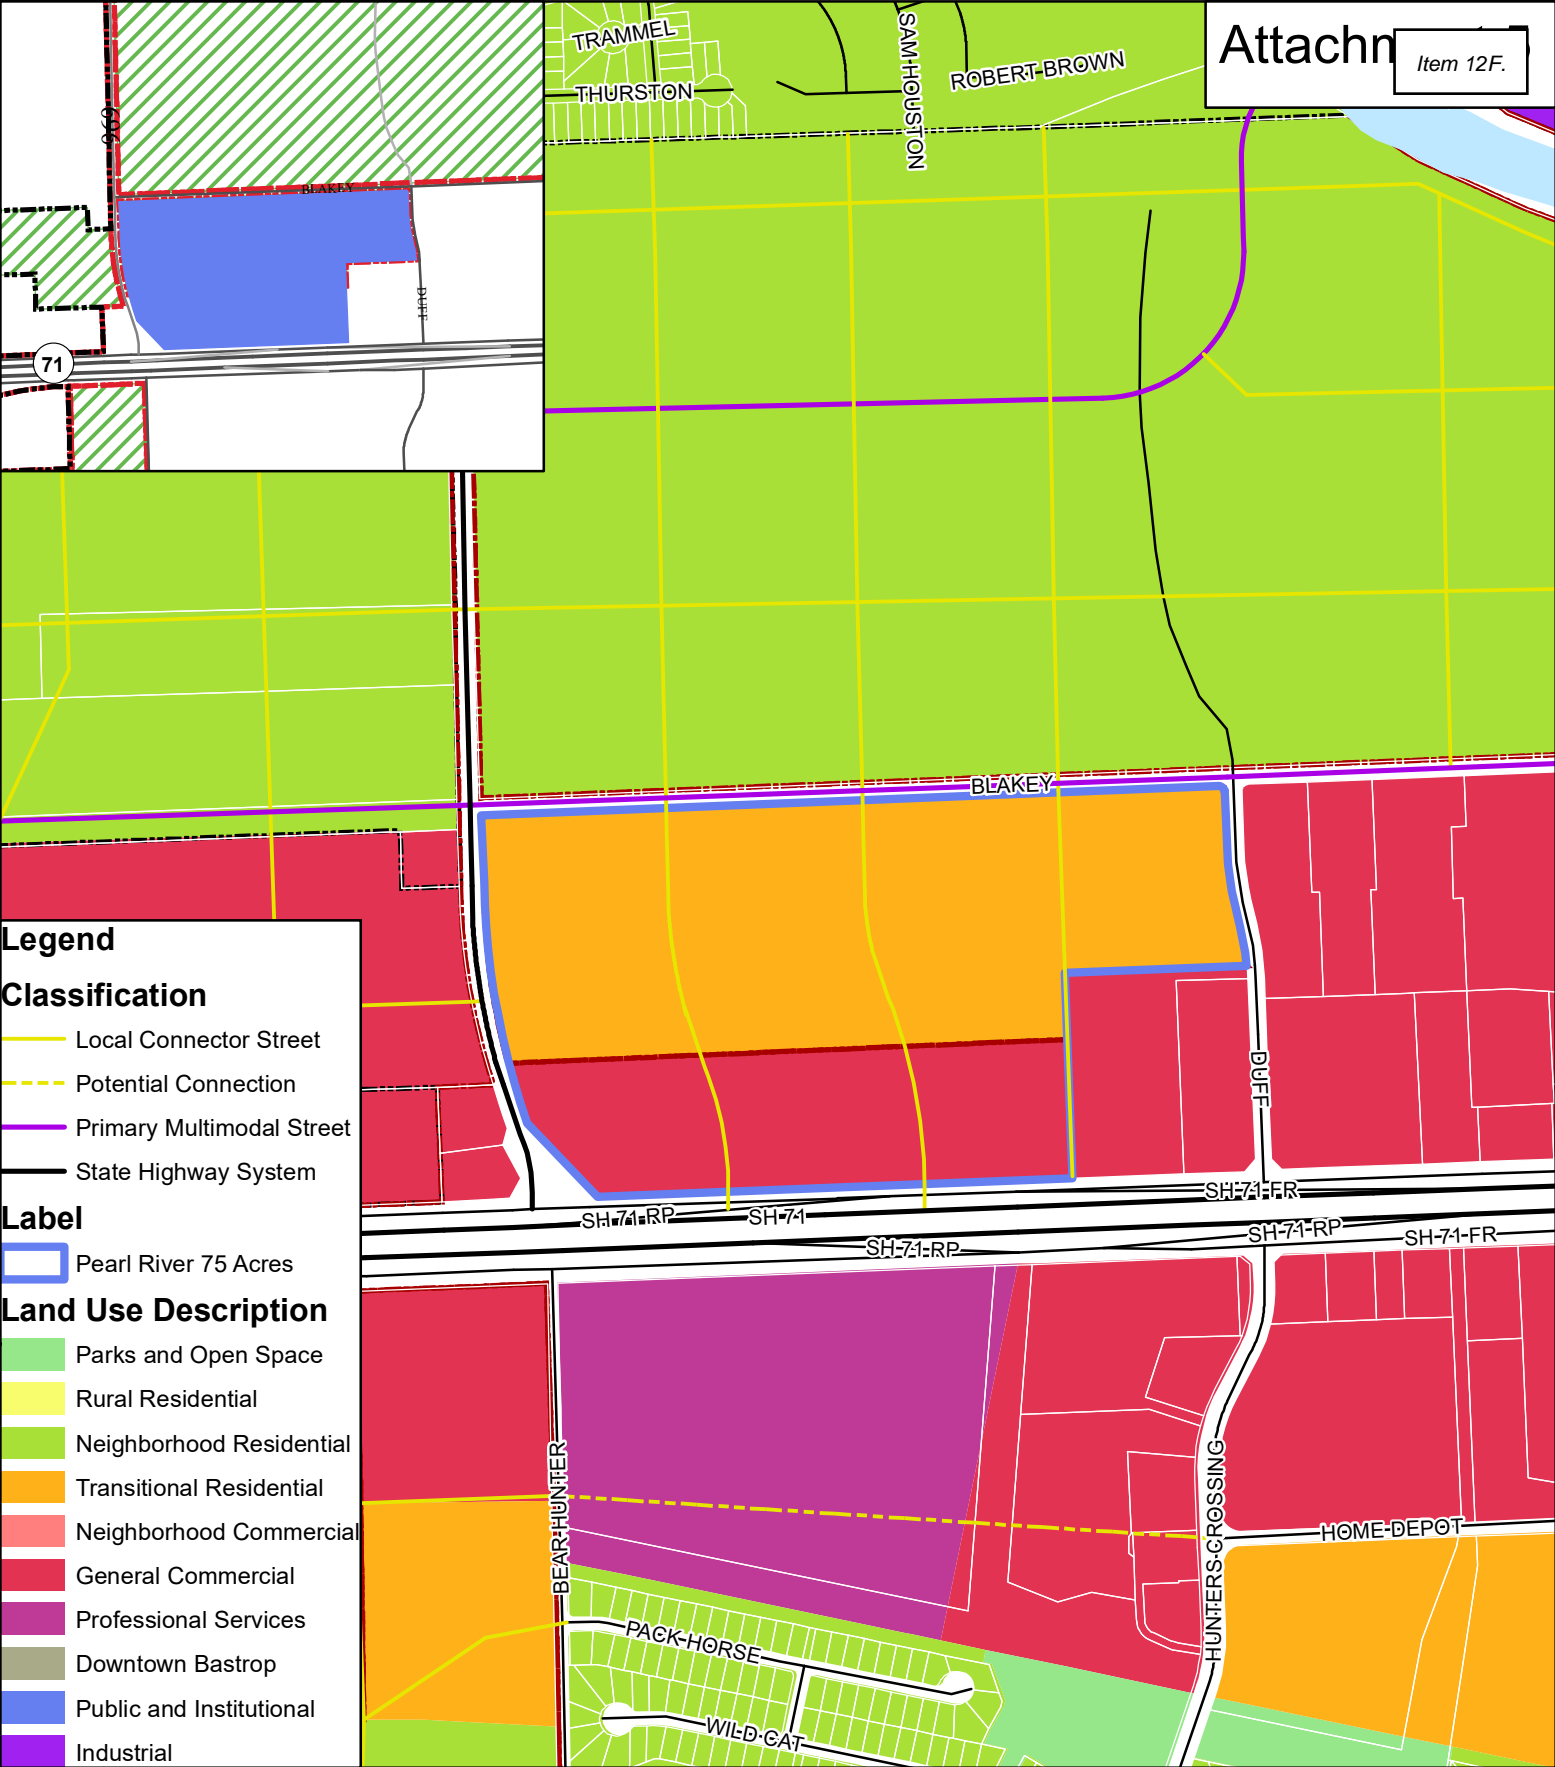 Attachm
Item 12F.
TRAMMEL
THURSTON
SAM HOUSTON
ROBERT BROWN
969
BLAKEY
DUFF
71
BLAKEY
DUFF
SH 71 FR
SH 71 RP
SH 71
SH 71 RP
SH 71 RP
SH 71 FR
BEAR HUNTER
HUNTERS CROSSING
HOME DEPOT
PACK HORSE
WILD CAT
Legend
Classification
Local Connector Street
Potential Connection
Primary Multimodal Street
State Highway System
Label
Pearl River 75 Acres
Land Use Description
Parks and Open Space
Rural Residential
Neighborhood Residential
Transitional Residential
Neighborhood Commercial
General Commercial
Professional Services
Downtown Bastrop
Public and Institutional
Industrial